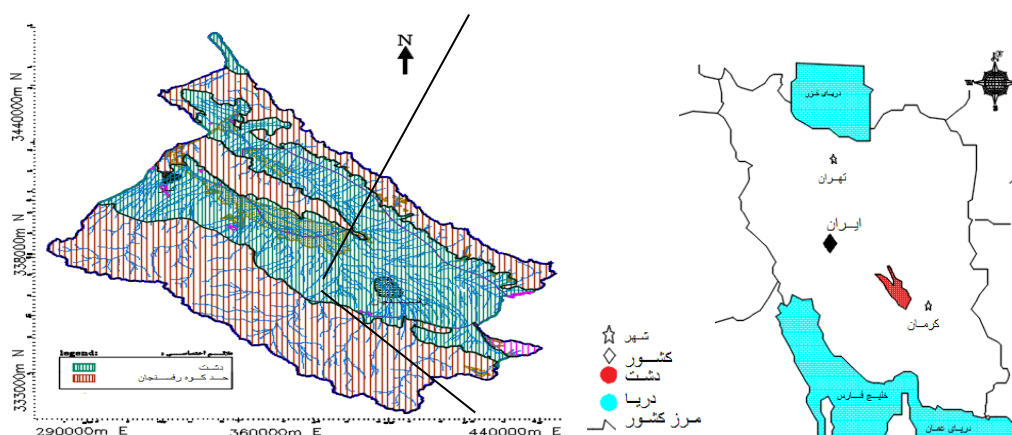 N
3440000m N
3380000m N
3333000m N
290000m E
360000m E
440000m E
legend:
دشت
حد کوه رفسنجان
N
W
E
S
دریای خزر
تهران
ایران
کرمان
خلیج فارس
دریای عمان
شهر
کشور
دشت
دریا
مرز کشور